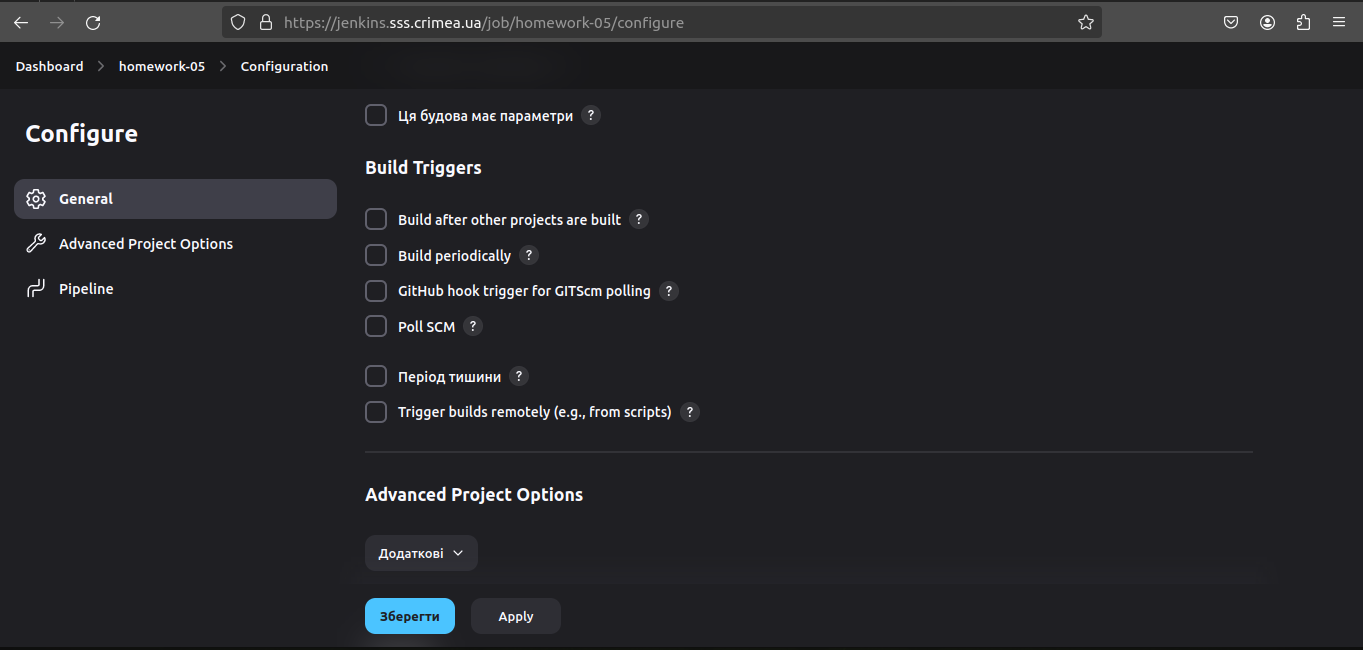 https://jenkins.sss.crimea.ua/job/homework-05/configure
Dashboard > homework-05 > Configuration
Configure
General
Advanced Project Options
Pipeline
Ця будова має параметри ?
Build Triggers
Build after other projects are built ?
Build periodically ?
GitHub hook trigger for GITScm polling ?
Poll SCM ?
Період тишини ?
Trigger builds remotely (e.g., from scripts) ?
Advanced Project Options
Додаткові
Зберегти
Apply